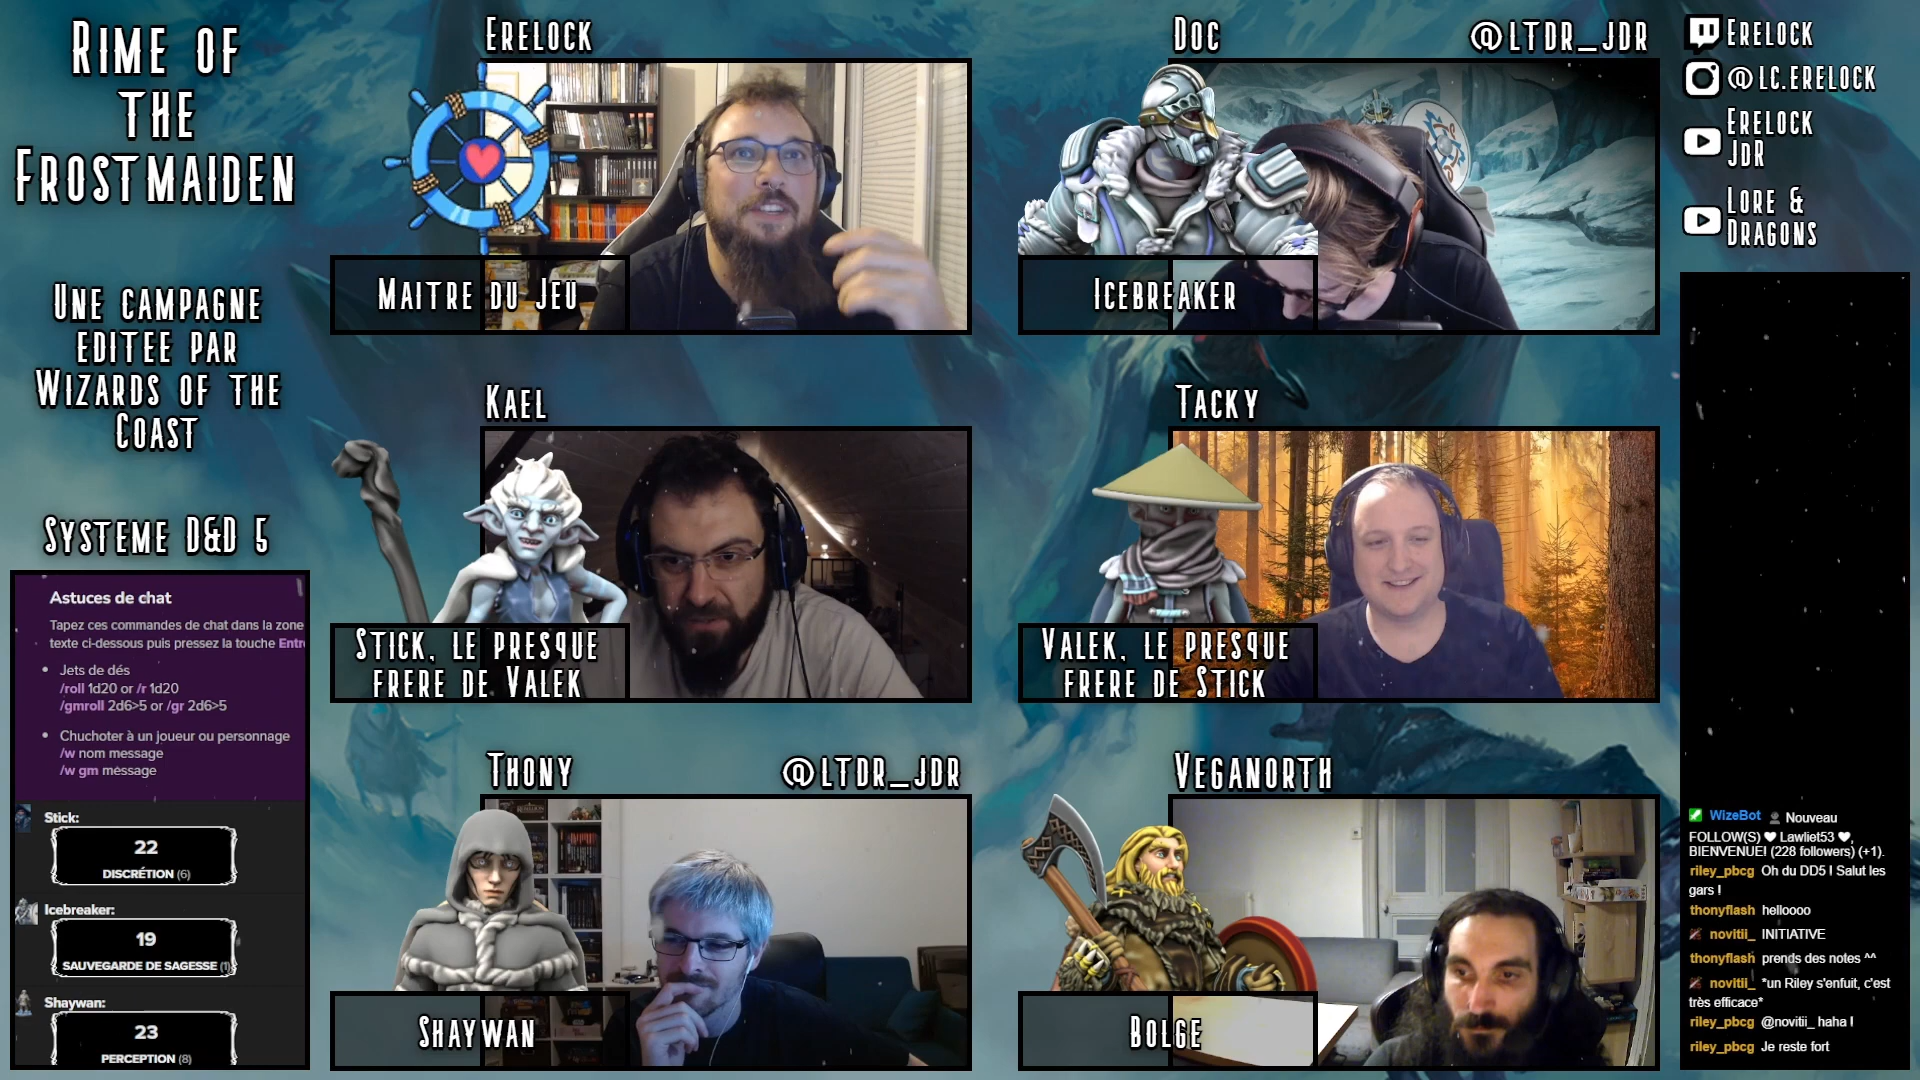 Rime of
the
Frostmaiden
Une campagne
editee par
Wizards of the
Coast
Systeme D&D 5
Astuces de chat
Tapez ces commandes de chat dans la zone
texte ci-dessous puis pressez la touche Entr
Jets de dés
/roll 1d20 or /r 1d20
/gmroll 2d6>5 or /gr 2d6>5
Chuchoter à un joueur ou personnage
/w nom message
/w gm message
Stick:
22
DISCRÉTION (6)
Icebreaker:
19
SAUVEGARDE DE SAGESSE (1)
Shaywan:
23
PERCEPTION (8)
Erelock
Maitre du Jeu
Doc
@LTDR_JDR
Icebreaker
Kael
Stick, le presque
frere de Valek
Tacky
Valek, le presque
frere de Stick
Thony
@LTDR_JDR
Shaywan
Veganorth
Bolge
Erelock
@LC.Erelock
Erelock
JdR
Lore &
Dragons
WizeBot Nouveau
FOLLOW(S) ♥ Lawliet53 ♥,
BIENVENUE! (228 followers) (+1).
riley_pbcg Oh du DD5 ! Salut les
gars !
thonyflash helloooo
novitii_ INITIATIVE
thonyflash prends des notes ^^
novitii_ *un Riley s'enfuit, c'est
très efficace*
riley_pbcg @novitii_ haha !
riley_pbcg Je reste fort